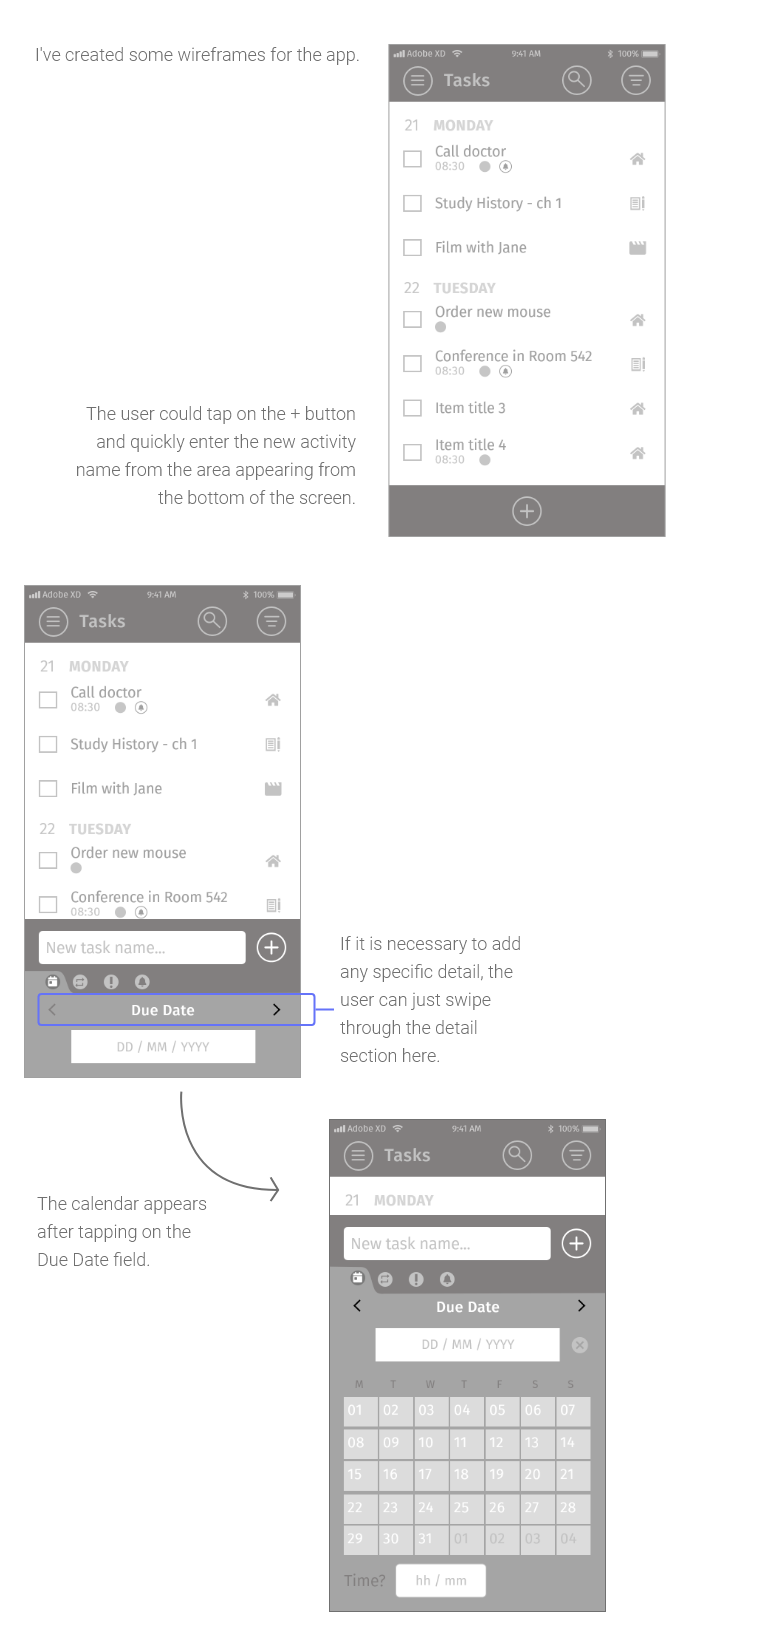 I've created some wireframes for the app.
Adobe XD 9:41 AM 100%
Tasks
21 MONDAY
Call doctor
08:30
Study History - ch 1
Film with Jane
22 TUESDAY
Order new mouse
Conference in Room 542
08:30
Item title 3
Item title 4
08:30
The user could tap on the + button
and quickly enter the new activity
name from the area appearing from
the bottom of the screen.
Adobe XD 9:41 AM 100%
Tasks
21 MONDAY
Call doctor
08:30
Study History - ch 1
Film with Jane
22 TUESDAY
Order new mouse
Conference in Room 542
08:30
New task name...
Due Date
DD / MM / YYYY
If it is necessary to add
any specific detail, the
user can just swipe
through the detail
section here.
The calendar appears
after tapping on the
Due Date field.
Adobe XD 9:41 AM 100%
Tasks
21 MONDAY
New task name...
Due Date
DD / MM / YYYY
M T W T F S S
01 02 03 04 05 06 07
08 09 10 11 12 13 14
15 16 17 18 19 20 21
22 23 24 25 26 27 28
29 30 31 01 02 03 04
Time? hh / mm